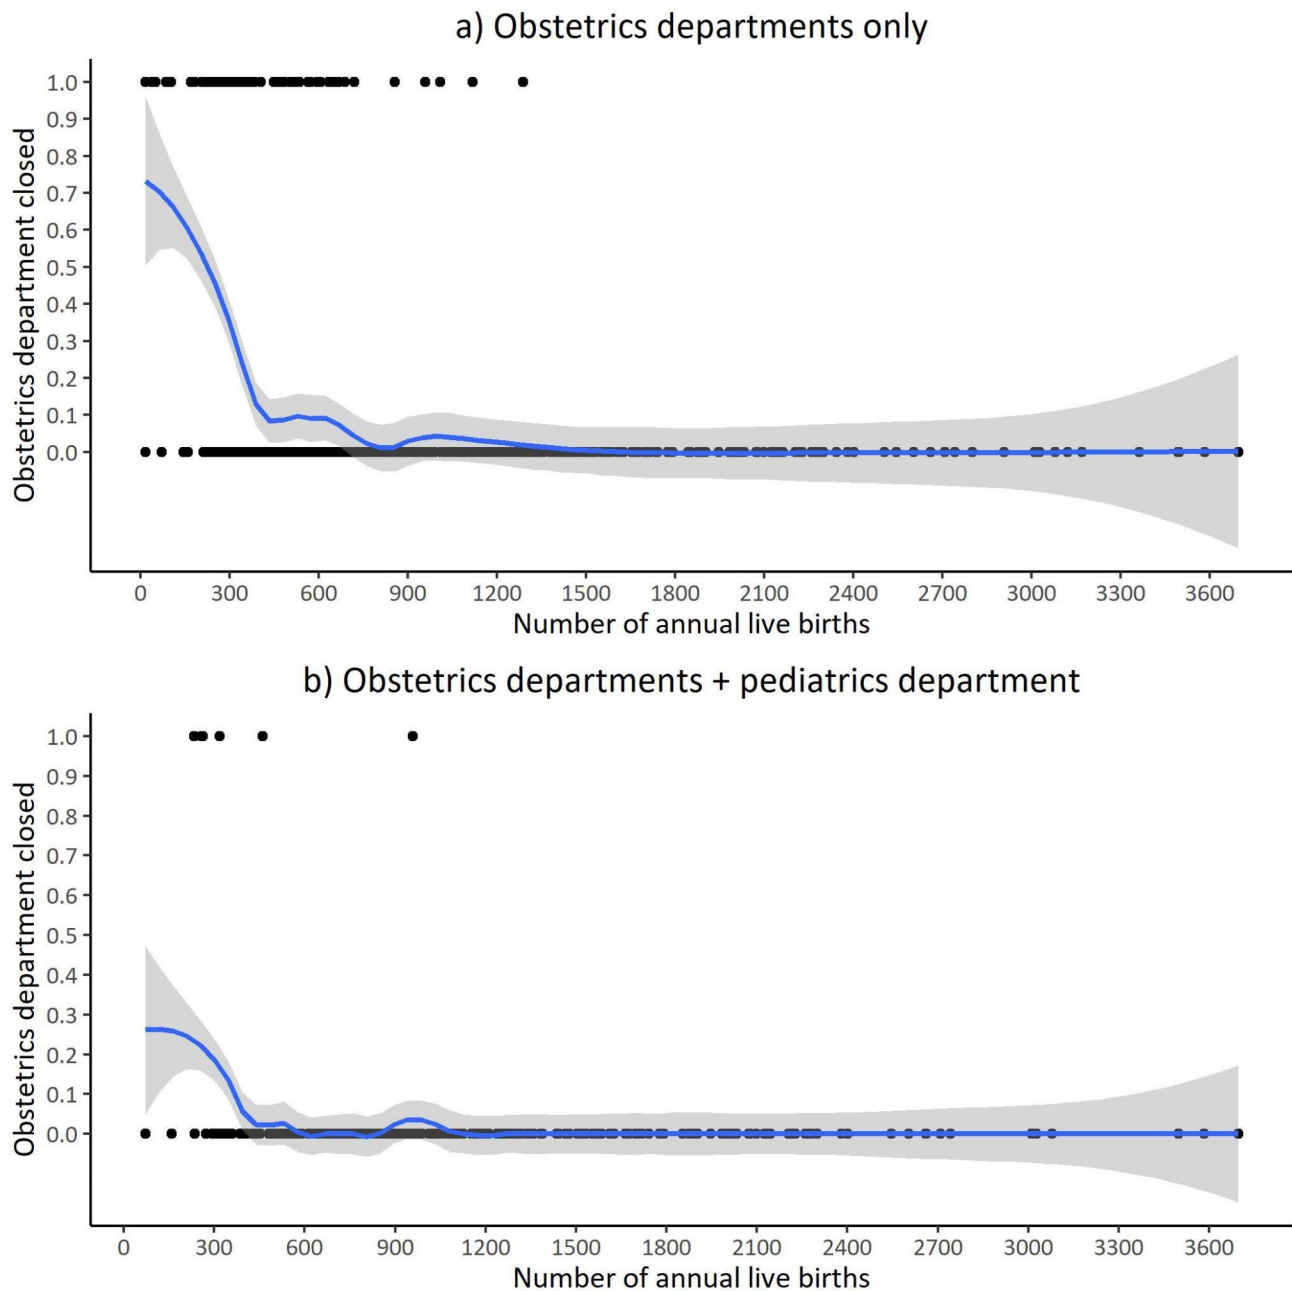 a) Obstetrics departments only
Obstetrics department closed
1.0
0.9
0.8
0.7
0.6
0.5
0.4
0.3
0.2
0.1
0.0
0 300 600 900 1200 1500 1800 2100 2400 2700 3000 3300 3600
Number of annual live births
b) Obstetrics departments + pediatrics department
Obstetrics department closed
1.0
0.9
0.8
0.7
0.6
0.5
0.4
0.3
0.2
0.1
0.0
0 300 600 900 1200 1500 1800 2100 2400 2700 3000 3300 3600
Number of annual live births